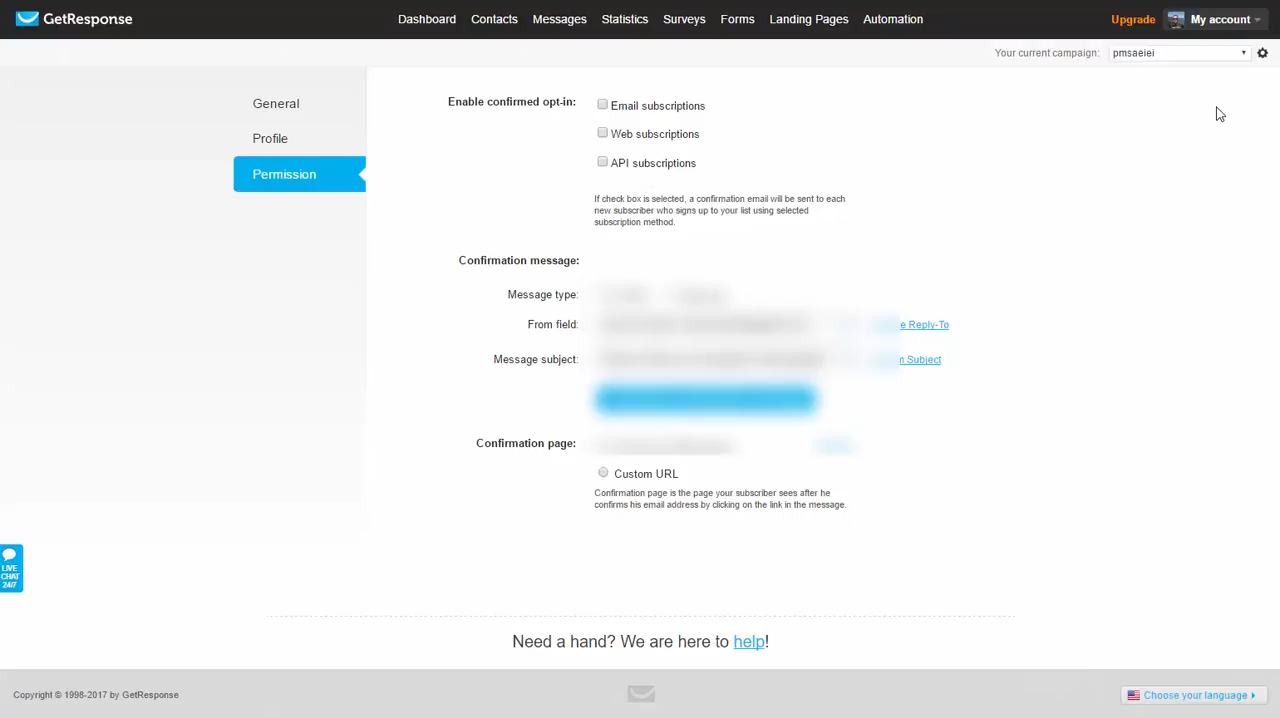 GetResponse
Dashboard Contacts Messages Statistics Surveys Forms Landing Pages Automation
Upgrade My account
Your current campaign: pmsaeiei
General
Profile
Permission
Enable confirmed opt-in:
Email subscriptions
Web subscriptions
API subscriptions
If check box is selected, a confirmation email will be sent to each
new subscriber who signs up to your list using selected
subscription method.
Confirmation message:
Message type:
From field:
Reply-To
Message subject:
Subject
Confirmation page:
Custom URL
Confirmation page is the page your subscriber sees after he
confirms his email address by clicking on the link in the message.
LIVE
CHAT
24/7
Need a hand? We are here to help!
Copyright © 1998-2017 by GetResponse
Choose your language